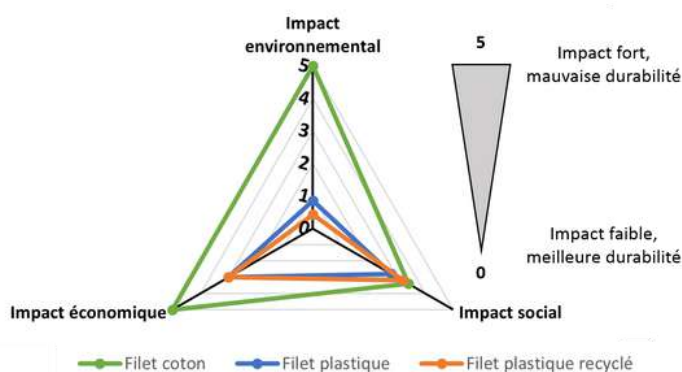 Impact
environnemental
5
4
3
2
1
0
Impact économique
Impact social
5
Impact fort,
mauvaise durabilité
Impact faible,
meilleure durabilité
0
Filet coton
Filet plastique
Filet plastique recyclé